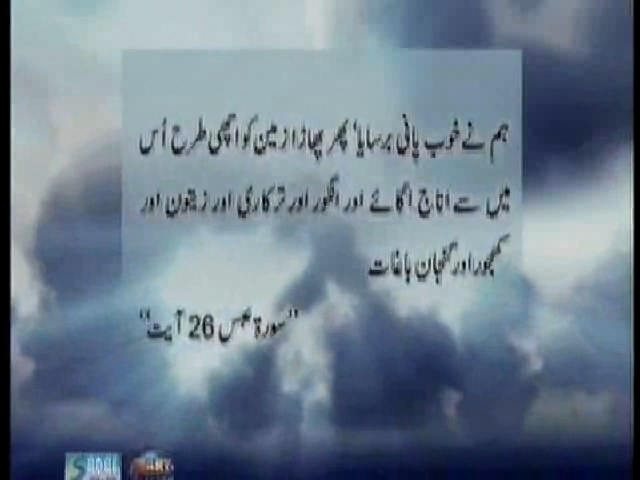 ہم نے خوب پانی برسایا‘ پھر پھاڑا زمین کو اچھی طرح اُس
میں سے اناج اگائے اور انگور اور ترکاری اور زیتون اور
کھجور اور گنہان باغات
”سورۃ عبس 26 آیت“